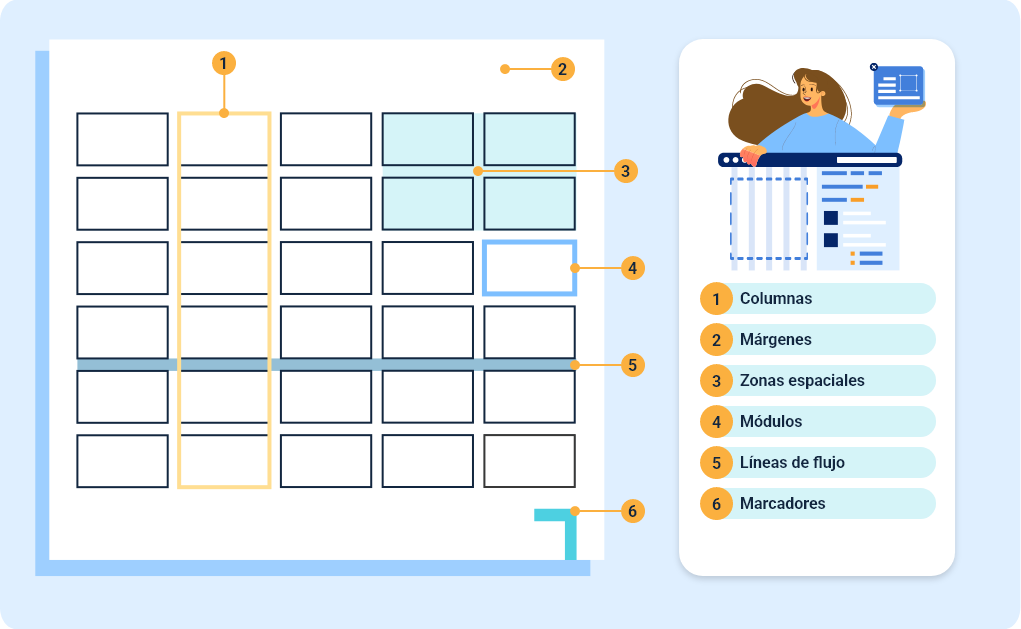 1
2
3
4
5
6
1 Columnas
2 Márgenes
3 Zonas espaciales
4 Módulos
5 Líneas de flujo
6 Marcadores